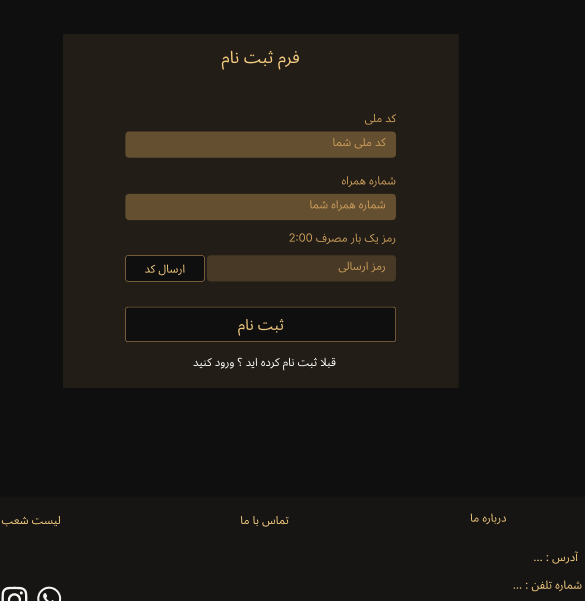 فرم ثبت نام
کد ملی
کد ملی شما
شماره همراه
شماره همراه شما
رمز یک بار مصرف 2:00
رمز ارسالی
ارسال کد
ثبت نام
قبلا ثبت نام کرده اید ؟ ورود کنید
درباره ما
تماس با ما
لیست شعب
آدرس : ...
شماره تلفن : ...